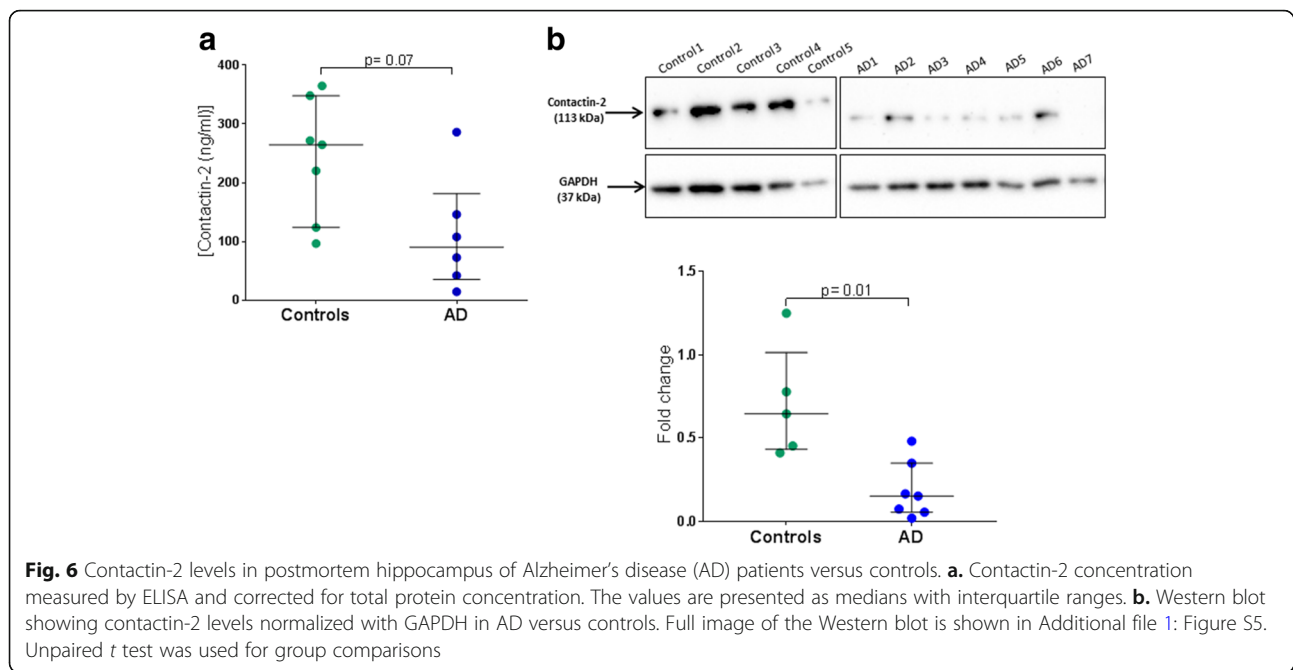 a
400
300
200
100
0
[Contactin-2 (ng/ml)]
p= 0.07
Controls
AD
b
Control1 Control2 Control3 Control4 Control5 AD1 AD2 AD3 AD4 AD5 AD6 AD7
Contactin-2
(113 kDa)
GAPDH
(37 kDa)
1.5
1.0
0.5
0.0
Fold change
p= 0.01
Controls
AD
Fig. 6 Contactin-2 levels in postmortem hippocampus of Alzheimer's disease (AD) patients versus controls. a. Contactin-2 concentration
measured by ELISA and corrected for total protein concentration. The values are presented as medians with interquartile ranges. b. Western blot
showing contactin-2 levels normalized with GAPDH in AD versus controls. Full image of the Western blot is shown in Additional file 1: Figure S5.
Unpaired t test was used for group comparisons